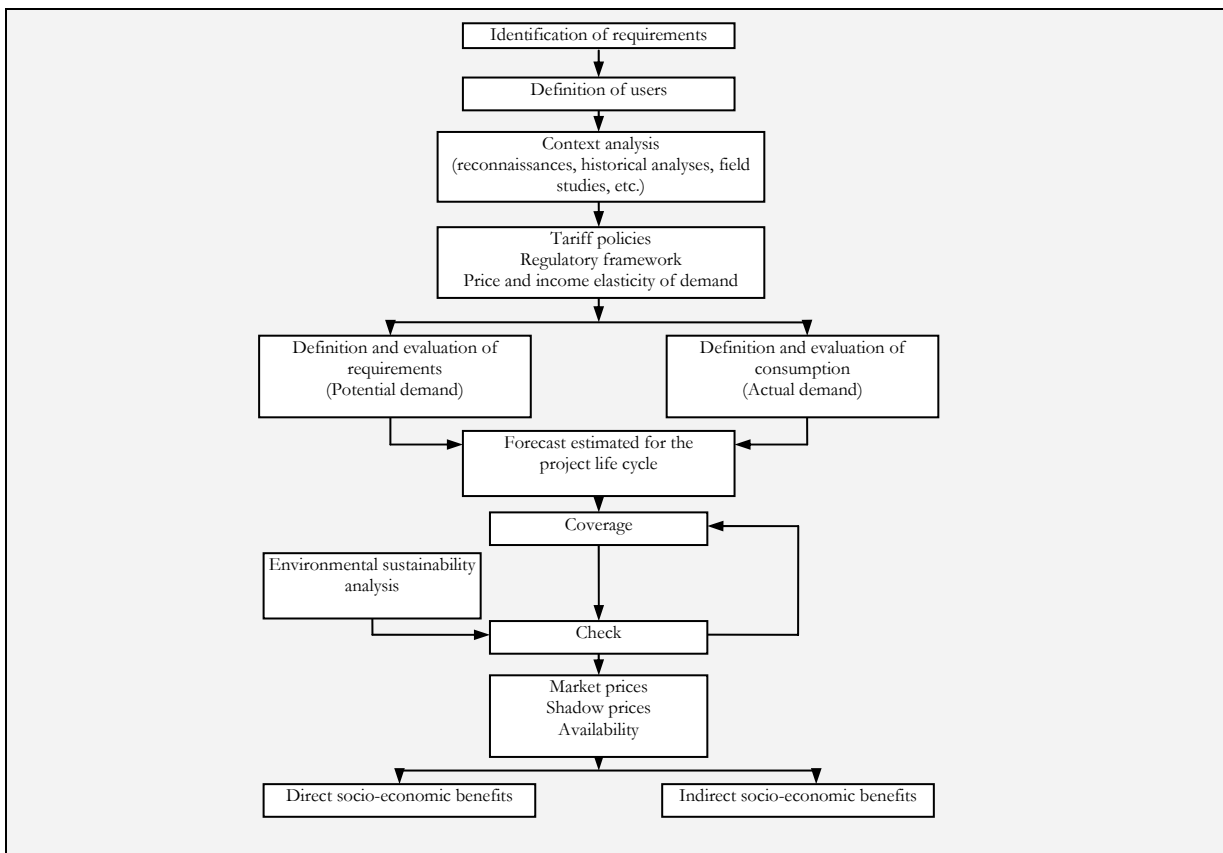 Identification of requirements
Definition of users
Context analysis
(reconnaissances, historical analyses, field
studies, etc.)
Tariff policies
Regulatory framework
Price and income elasticity of demand
Definition and evaluation of
requirements
(Potential demand)
Definition and evaluation of
consumption
(Actual demand)
Forecast estimated for the
project life cycle
Coverage
Environmental sustainability
analysis
Check
Market prices
Shadow prices
Availability
Direct socio-economic benefits
Indirect socio-economic benefits